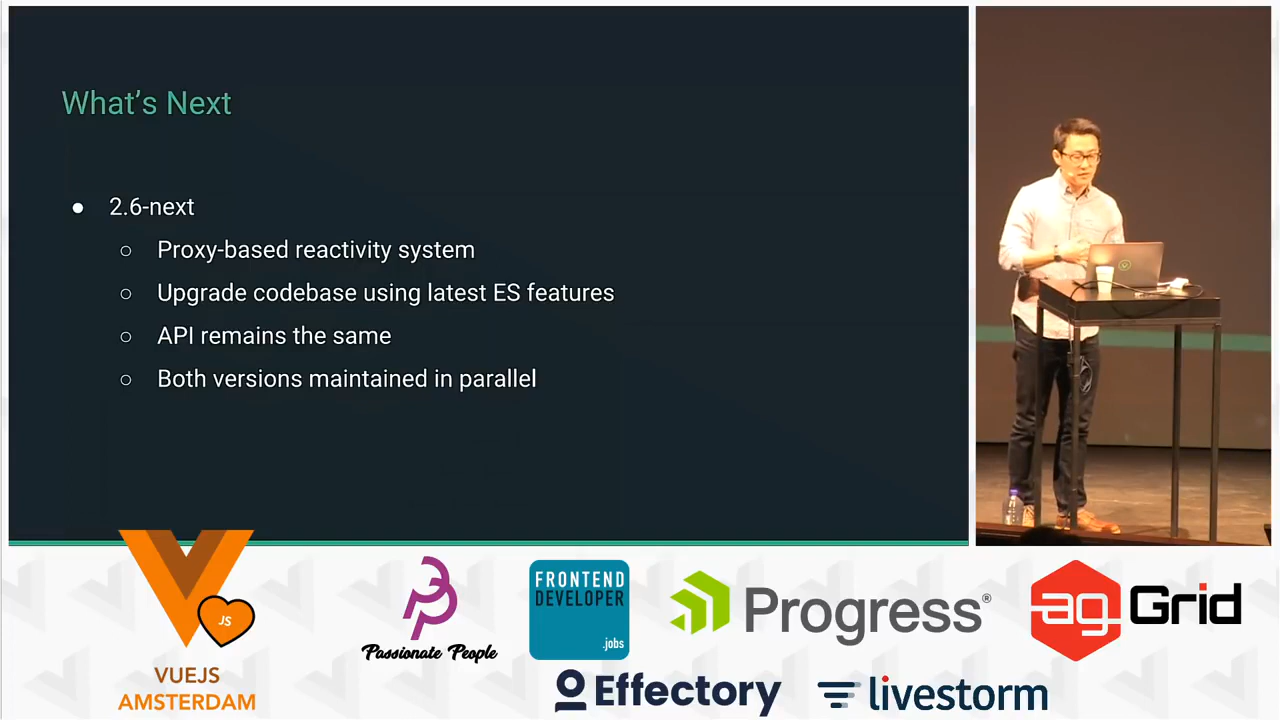 What's Next
● 2.6-next
○ Proxy-based reactivity system
○ Upgrade codebase using latest ES features
○ API remains the same
○ Both versions maintained in parallel
JS
VUEJS
AMSTERDAM
Passionate People
FRONTEND
DEVELOPER
.jobs
Progress®
ag Grid
Effectory
livestorm